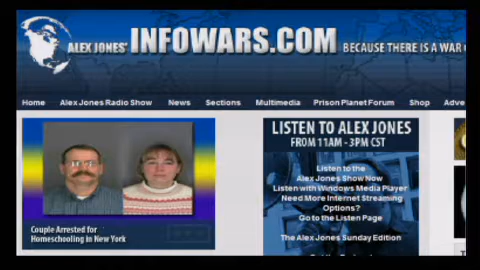 ALEX JONES' INFOWARS.COM BECAUSE THERE IS A WAR
Home Alex Jones Radio Show News Sections Multimedia Prison Planet Forum Shop Adve
LISTEN TO ALEX JONES
FROM 11AM - 3PM CST
Listen to the
Alex Jones Show Now
Listen with Windows Media Player
Need More Internet Streaming
Options?
Go to the Listen Page
The Alex Jones Sunday Edition
Couple Arrested for
Homeschooling in New York